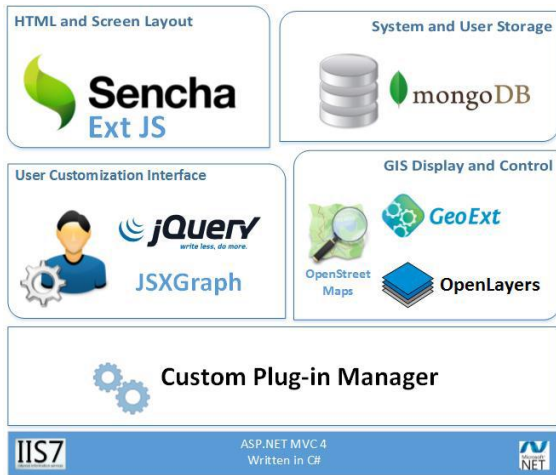 HTML and Screen Layout
Sencha
Ext JS
System and User Storage
mongoDB
User Customization Interface
jQuery
write less, do more.
JSXGraph
GIS Display and Control
GeoExt
OpenStreet
Maps
OpenLayers
Custom Plug-in Manager
IIS7
ASP.NET MVC 4
Written in C#
Microsoft
.NET